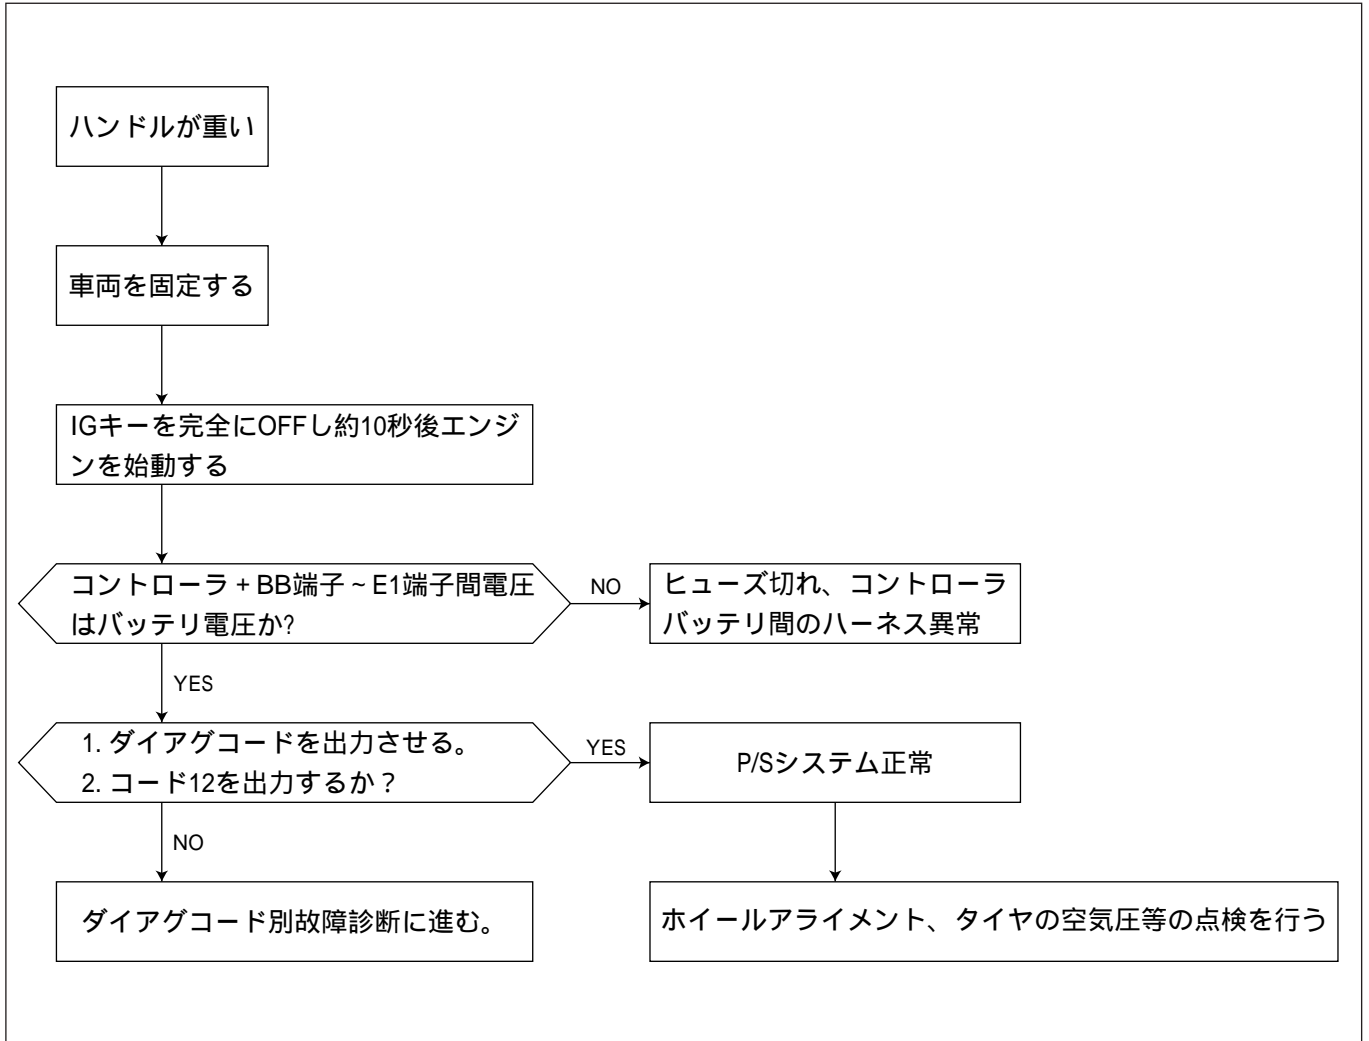 ハンドルが重い
車両を固定する
IGキーを完全にOFFし約10秒後エンジ
ンを始動する
コントローラ + BB端子 ~ E1端子間電圧
はバッテリ電圧か?
NO
ヒューズ切れ、コントローラ
バッテリ間のハーネス異常
YES
1. ダイアグコードを出力させる。
2. コード12を出力するか？
YES
P/Sシステム正常
NO
ダイアグコード別故障診断に進む。
ホイールアライメント、タイヤの空気圧等の点検を行う